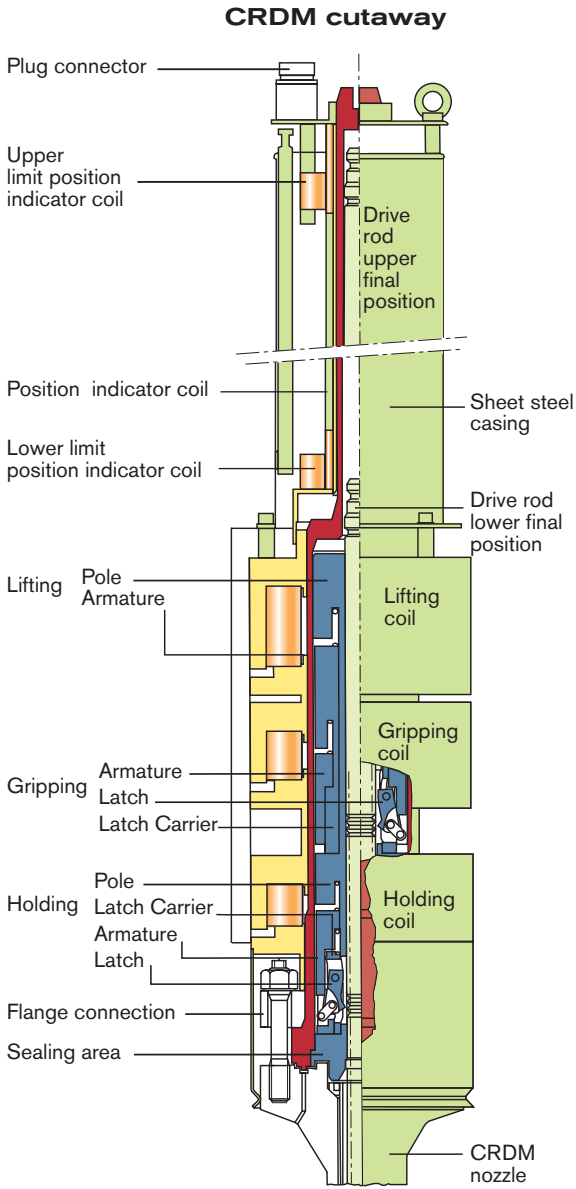 CRDM cutaway
Plug connector
Upper
limit position
indicator coil
Drive
rod
upper
final
position
Position indicator coil
Sheet steel
casing
Lower limit
position indicator coil
Drive rod
lower final
position
Lifting
Pole
Armature
Lifting
coil
Gripping
coil
Gripping
Armature
Latch
Latch Carrier
Holding
Pole
Latch Carrier
Armature
Latch
Holding
coil
Flange connection
Sealing area
CRDM
nozzle